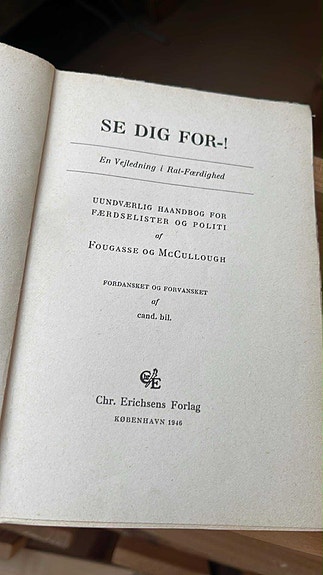 SE DIG FOR-!
En Vejledning i Rat-Færdighed
UUNDVÆRLIG HAANDBOG FOR
FÆRDSELISTER OG POLITI
af
FOUGASSE OG MCCULLOUGH
FORDANSKET OG FORVANSKET
af
cand. bil.
Chr. Erichsens Forlag
KØBENHAVN 1946